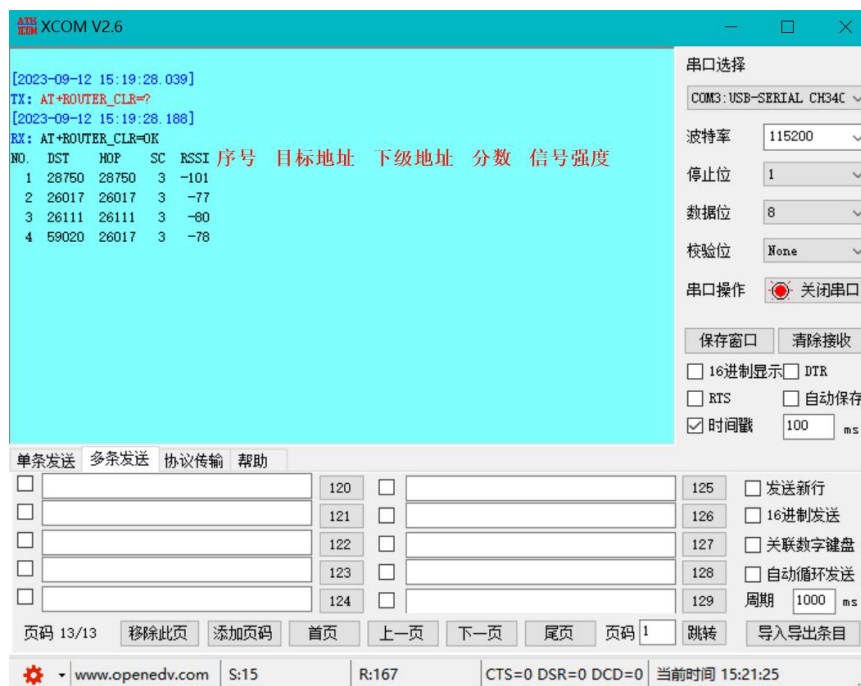 ATK XCOM XCOM V2.6
[2023-09-12 15:19:28.039]
TX: AT+ROUTER_CLR=?
[2023-09-12 15:19:28.188]
RX: AT+ROUTER_CLR=OK
NO. DST HOP SC RSSI 序号 目标地址 下级地址 分数 信号强度
1 28750 28750 3 -101
2 26017 26017 3 -77
3 26111 26111 3 -80
4 59020 26017 3 -78
串口选择
COM3:USB-SERIAL CH34C
波特率 115200
停止位 1
数据位 8
校验位 None
串口操作 关闭串口
保存窗口 清除接收
16进制显示 DTR
RTS 自动保存
时间戳 100 ms
单条发送 多条发送 协议传输 帮助
120 125 发送新行
121 126 16进制发送
122 127 关联数字键盘
123 128 自动循环发送
124 129 周期 1000 ms
页码 13/13 移除此页 添加页码 首页 上一页 下一页 尾页 页码 1 跳转 导入导出条目
www.openedv.com S:15 R:167 CTS=0 DSR=0 DCD=0 当前时间 15:21:25